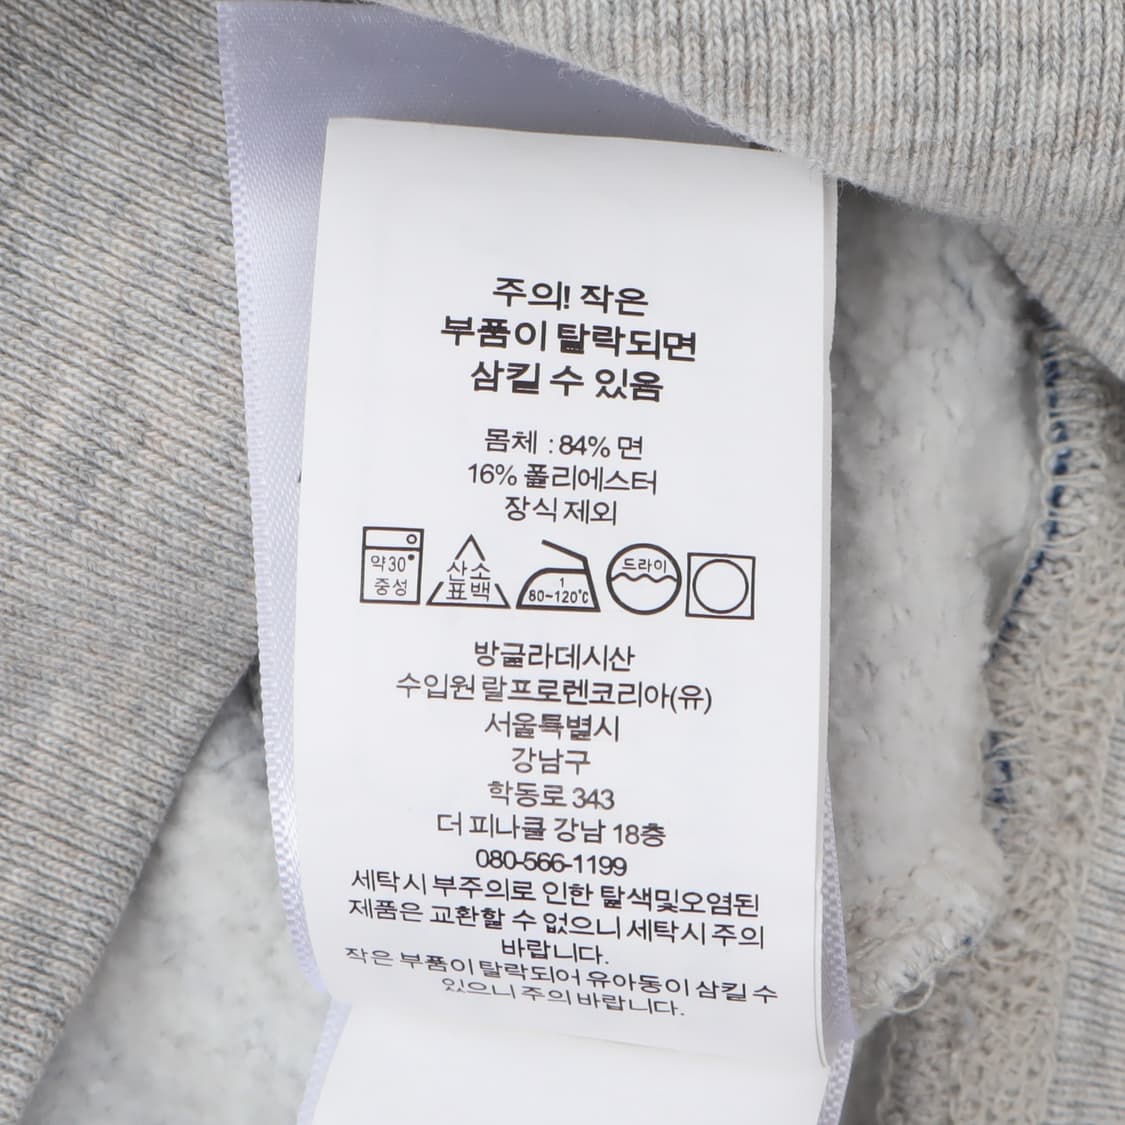 주의! 작은
부품이 탈락되면
삼킬 수 있음
몸체 : 84% 면
16% 폴리에스터
장식 제외
약30° 중성
산소 표백
1 80~120℃
드라이
방글라데시산
수입원 랄프로렌코리아(유)
서울특별시
강남구
학동로 343
더 피나클 강남 18층
080-566-1199
세탁시 부주의로 인한 탈색및오염된
제품은 교환할 수 없으니 세탁시 주의
바랍니다.
작은 부품이 탈락되어 유아동이 삼킬 수
있으니 주의 바랍니다.